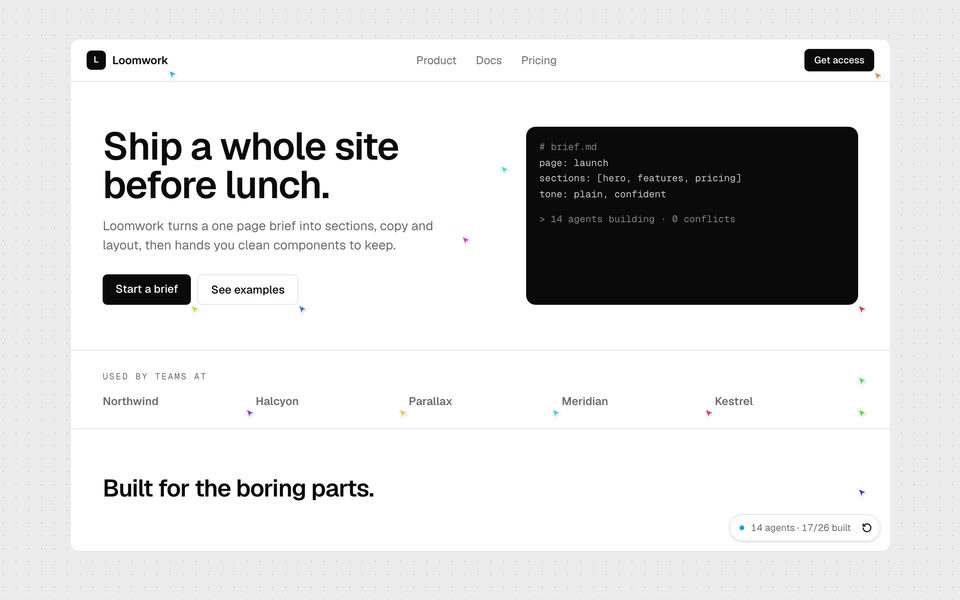 L Loomwork Product Docs Pricing Get access
Ship a whole site
before lunch.
Loomwork turns a one page brief into sections, copy and
layout, then hands you clean components to keep.
Start a brief See examples
# brief.md
page: launch
sections: [hero, features, pricing]
tone: plain, confident
> 14 agents building · 0 conflicts
USED BY TEAMS AT
Northwind Halcyon Parallax Meridian Kestrel
Built for the boring parts.
14 agents · 17/26 built